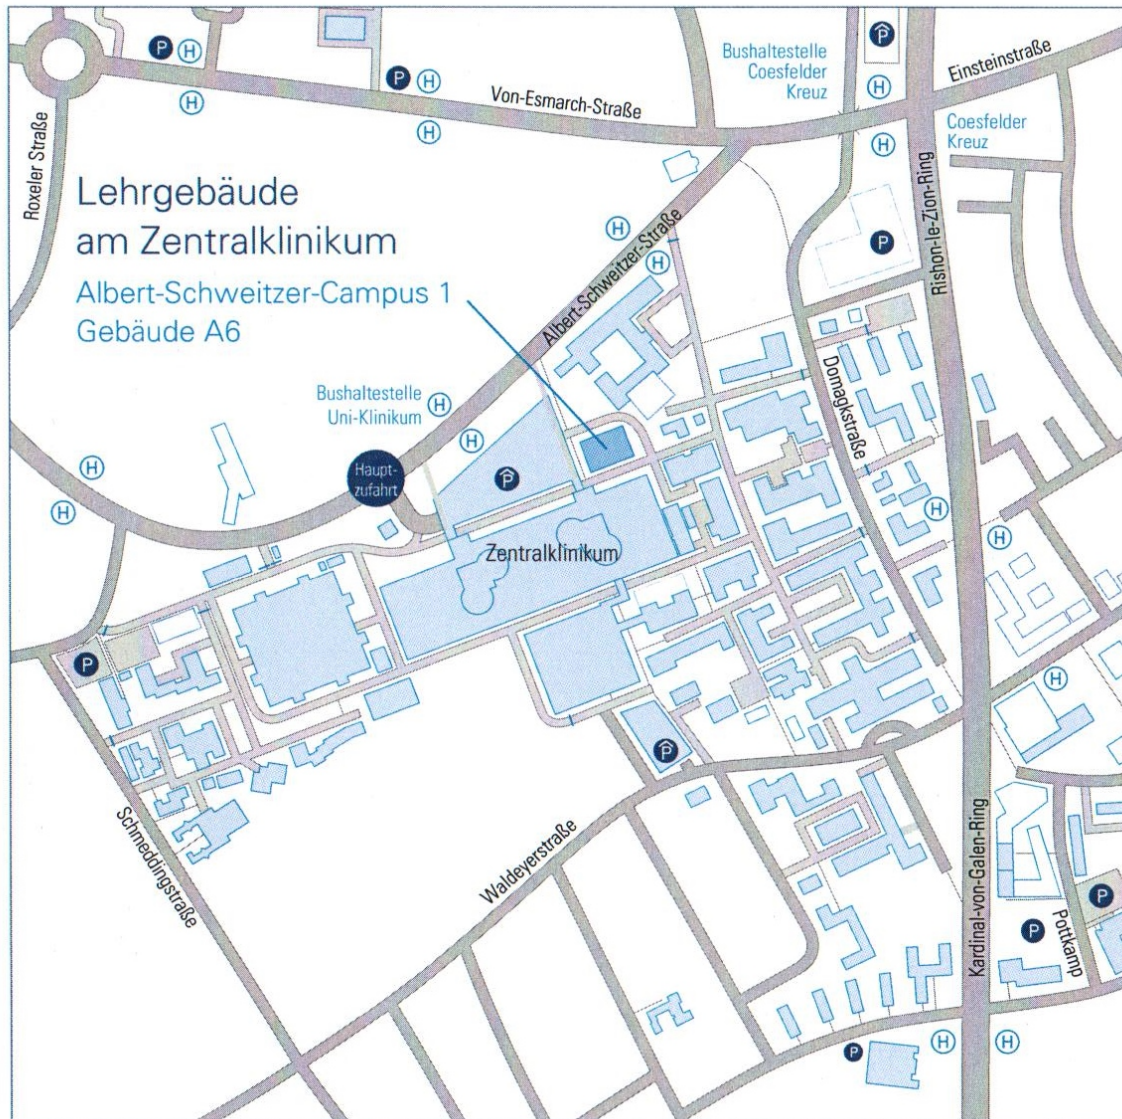 P
H
H
P
H
H
Von-Esmarch-Straße
Bushaltestelle
Coesfelder
Kreuz
P
H
H
Einsteinstraße
Coesfelder
Kreuz
Roxeler Straße
Lehrgebäude
am Zentralklinikum
Albert-Schweitzer-Campus 1
Gebäude A6
H
H
Albert-Schweitzer-Straße
P
Rishon-le-Zion-Ring
Bushaltestelle
Uni-Klinikum
H
H
Domagkstraße
H
H
Haupt-
zufahrt
P
H
H
Zentralklinikum
P
H
P
Schmeddingstraße
Waldeyerstraße
Kardinal-von-Galen-Ring
P
P
Pottkamp
P
H
H